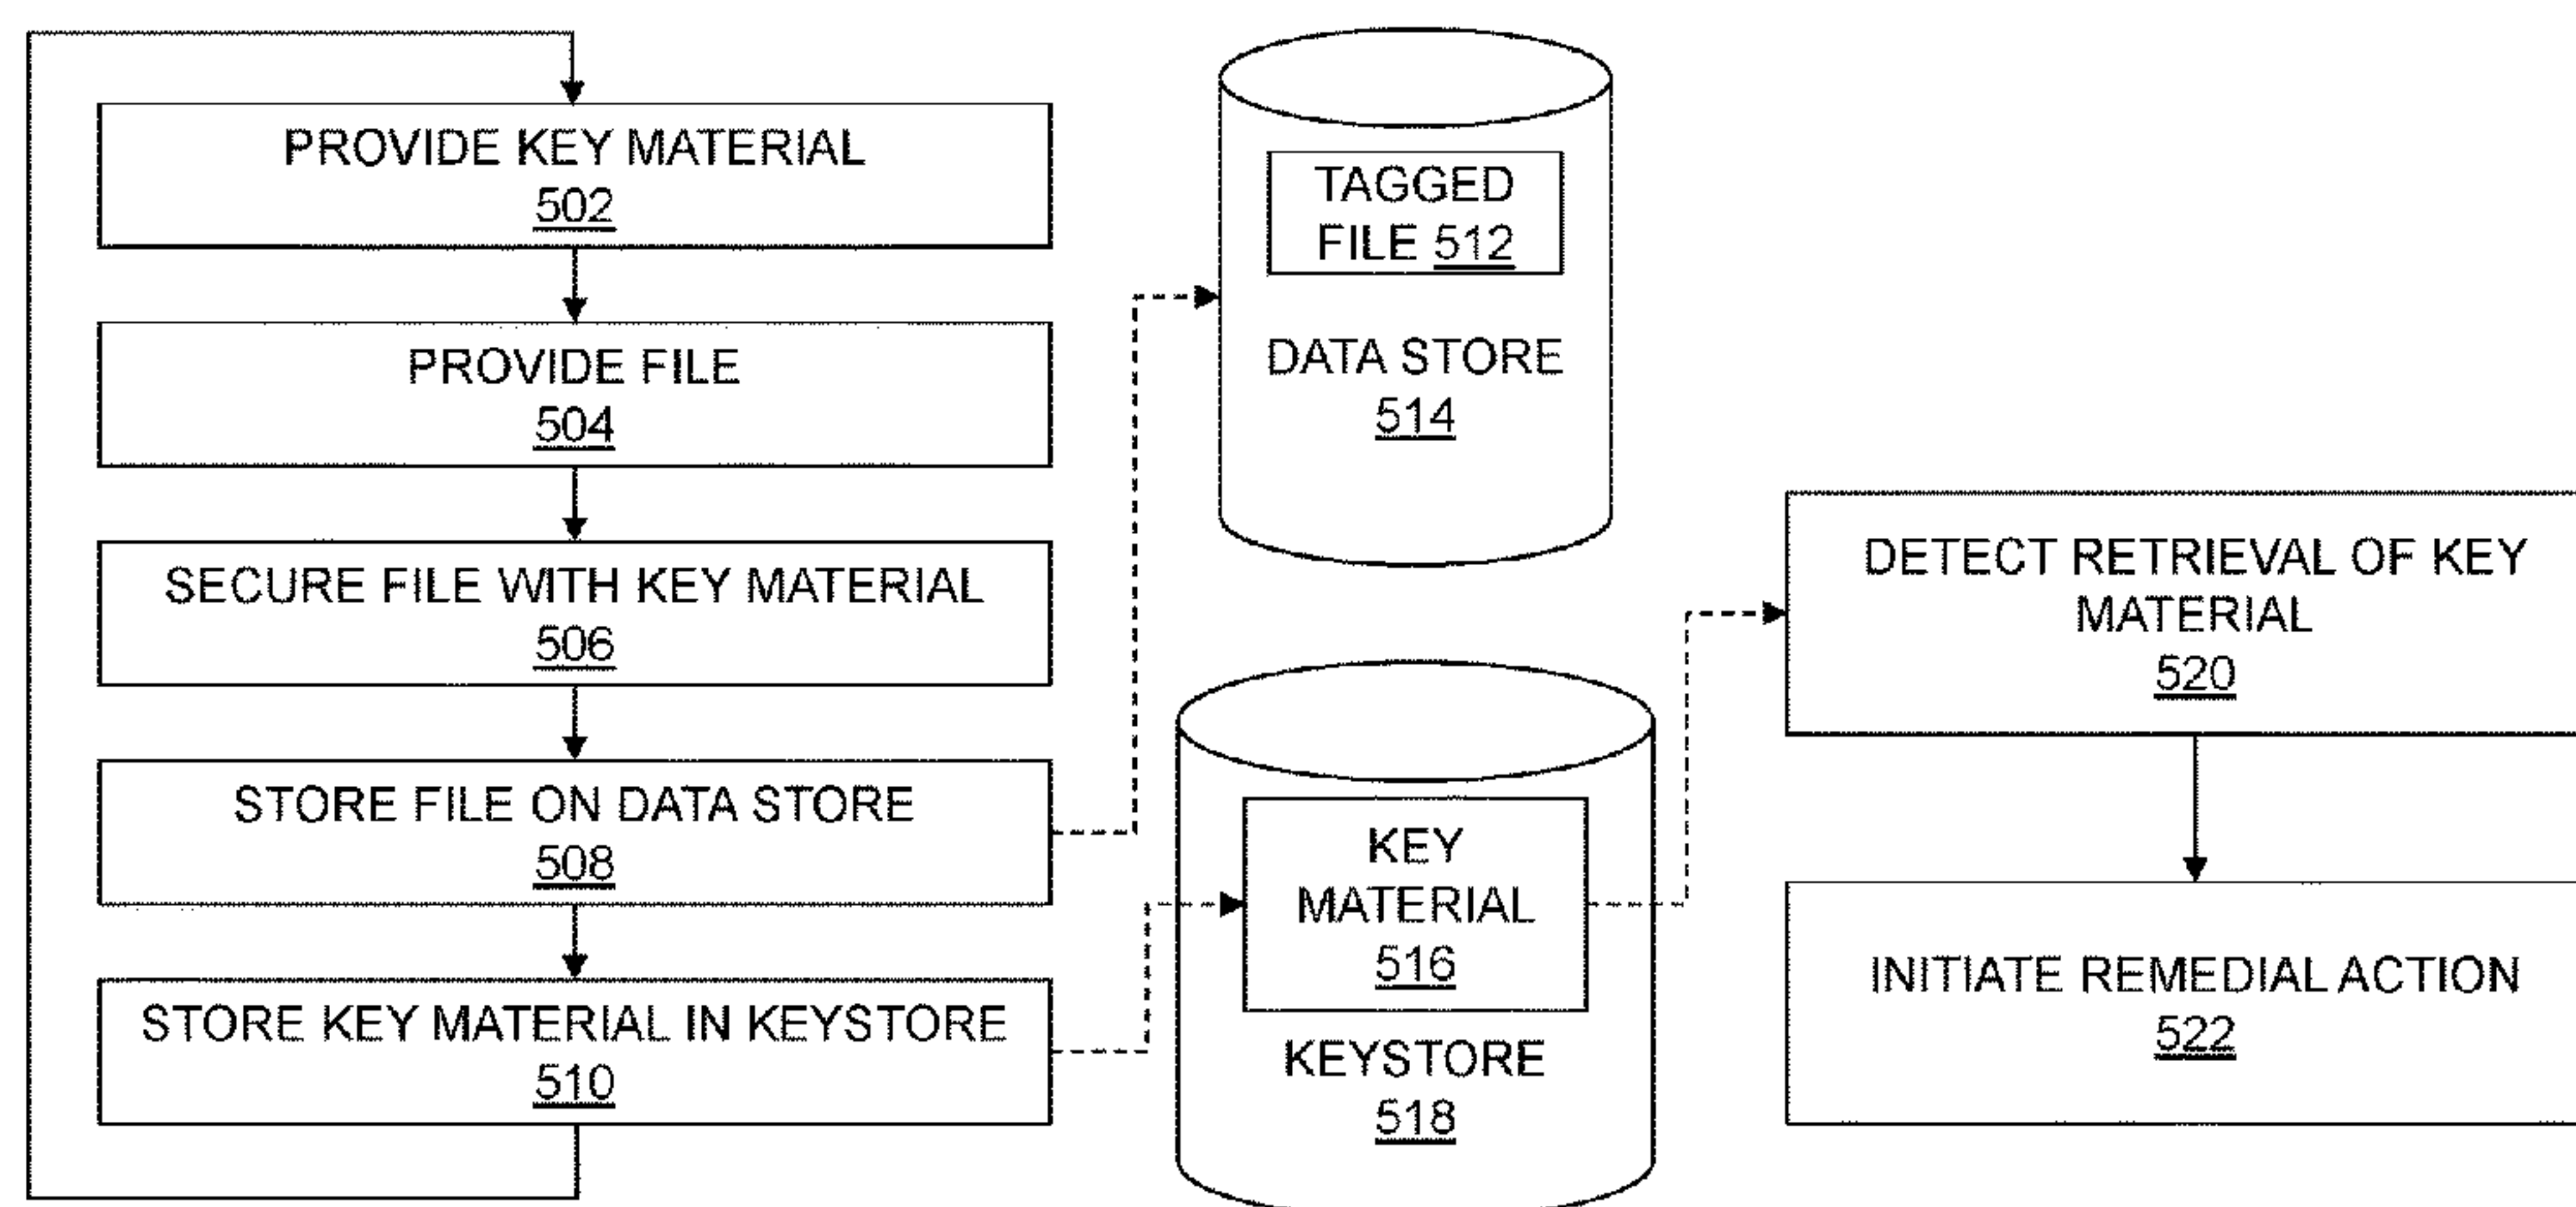 PROVIDE KEY MATERIAL
502
PROVIDE FILE
504
SECURE FILE WITH KEY MATERIAL
506
STORE FILE ON DATA STORE
508
STORE KEY MATERIAL IN KEYSTORE
510
TAGGED
FILE 512
DATA STORE
514
KEY
MATERIAL
516
KEYSTORE
518
DETECT RETRIEVAL OF KEY
MATERIAL
520
INITIATE REMEDIAL ACTION
522